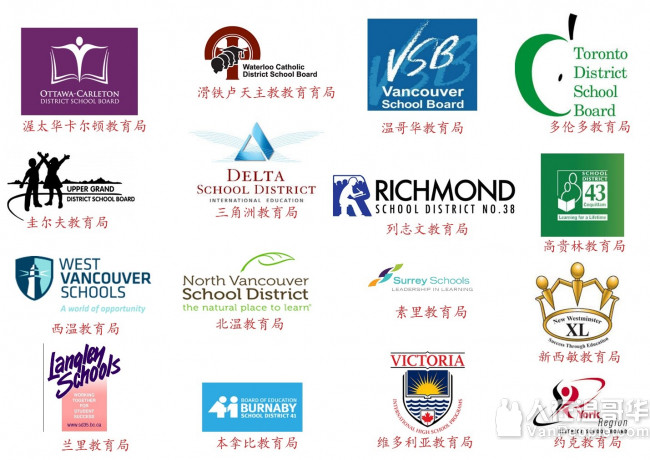 OTTAWA-CARLETON
DISTRICT SCHOOL BOARD
渥太华卡尔顿教育局
Waterloo Catholic
District School Board
滑铁卢天主教教育育局
VSB
Vancouver
School Board
温哥华教育局
Toronto
District
School
Board
多伦多教育局
UPPER GRAND
DISTRICT SCHOOL BOARD
圭尔夫教育局
DELTA
SCHOOL DISTRICT
INTERNATIONAL EDUCATION
三角洲教育局
RICHMOND
SCHOOL DISTRICT NO.38
列志文教育局
SCHOOL
DISTRICT
43
Coquitlam
Learning for a Lifetime
高贵林教育局
WEST
VANCOUVER
SCHOOLS
A world of opportunity
西温教育局
North Vancouver
School District
the natural place to learn
北温教育局
Surrey Schools
LEADERSHIP IN LEARNING
素里教育局
New Westminster
XL
Success Through Education
新西敏教育局
Langley
Schools
WORKING
TOGETHER
FOR
STUDENT
SUCCESS
www.sd35.bc.ca
兰里教育局
BOARD OF EDUCATION
BURNABY
SCHOOL DISTRICT 41
本拿比教育局
VICTORIA
INTERNATIONAL HIGH SCHOOL PROGRAMS
维多利亚教育局
York
Region
约克教育局